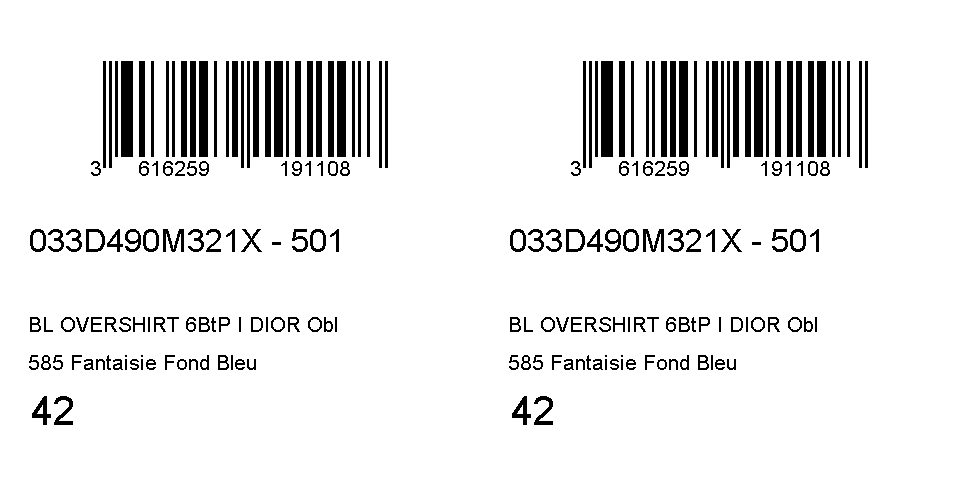 3 616259 191108
033D490M321X - 501
BL OVERSHIRT 6BtP I DIOR Obl
585 Fantaisie Fond Bleu
42
3 616259 191108
033D490M321X - 501
BL OVERSHIRT 6BtP I DIOR Obl
585 Fantaisie Fond Bleu
42